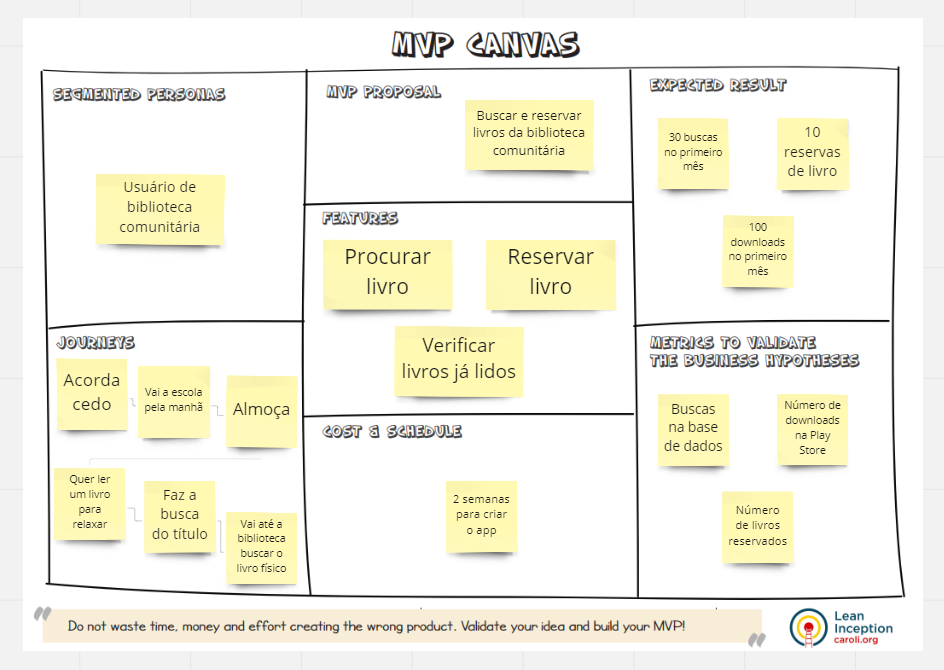 MVP CANVAS
SEGMENTED PERSONAS
Usuário de
biblioteca
comunitária
MVP PROPOSAL
Buscar e reservar
livros da biblioteca
comunitária
EXPECTED RESULT
30 buscas
no primeiro
mês
10
reservas
de livro
100
downloads
no primeiro
mês
FEATURES
Procurar
livro
Reservar
livro
Verificar
livros já lidos
JOURNEYS
Acorda
cedo
Vai a escola
pela manhã
Almoça
Quer ler
um livro
para
relaxar
Faz a
busca
do título
Vai até a
biblioteca
buscar o
livro físico
COST & SCHEDULE
2 semanas
para criar
o app
METRICS TO VALIDATE
THE BUSINESS HYPOTHESES
Buscas
na base
de dados
Número de
downloads
na Play
Store
Número
de livros
reservados
" Do not waste time, money and effort creating the wrong product. Validate your idea and build your MVP! "
Lean
Inception
caroli.org